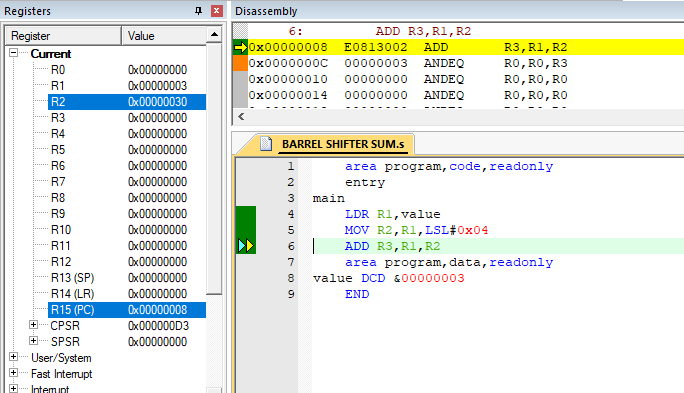 Registers
Register Value
Current
R0 0x00000000
R1 0x00000003
R2 0x00000030
R3 0x00000000
R4 0x00000000
R5 0x00000000
R6 0x00000000
R7 0x00000000
R8 0x00000000
R9 0x00000000
R10 0x00000000
R11 0x00000000
R12 0x00000000
R13 (SP) 0x00000000
R14 (LR) 0x00000000
R15 (PC) 0x00000008
CPSR 0x000000D3
SPSR 0x00000000
User/System
Fast Interrupt
Interrupt
Disassembly
6: ADD R3,R1,R2
0x00000008 E0813002 ADD R3,R1,R2
0x0000000C 00000003 ANDEQ R0,R0,R3
0x00000010 00000000 ANDEQ R0,R0,R0
0x00000014 00000000 ANDEQ R0,R0,R0
BARREL SHIFTER SUM.s
1 area program,code,readonly
2 entry
3 main
4 LDR R1,value
5 MOV R2,R1,LSL#0x04
6 ADD R3,R1,R2
7 area program,data,readonly
8 value DCD &00000003
9 END